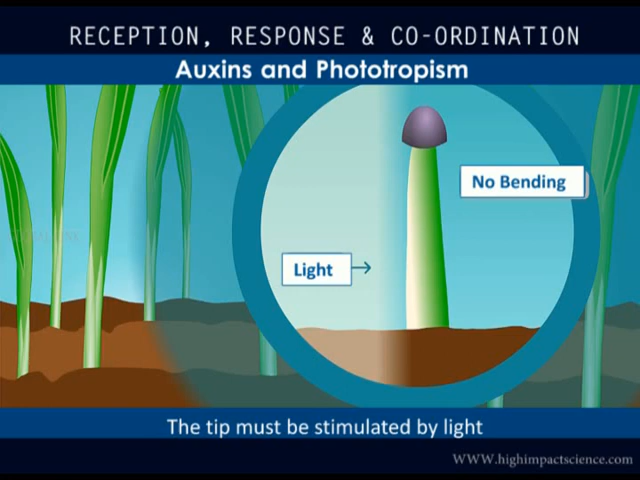 RECEPTION, RESPONSE & CO-ORDINATION
Auxins and Phototropism
No Bending
Light
The tip must be stimulated by light
WWW.highimpactscience.com